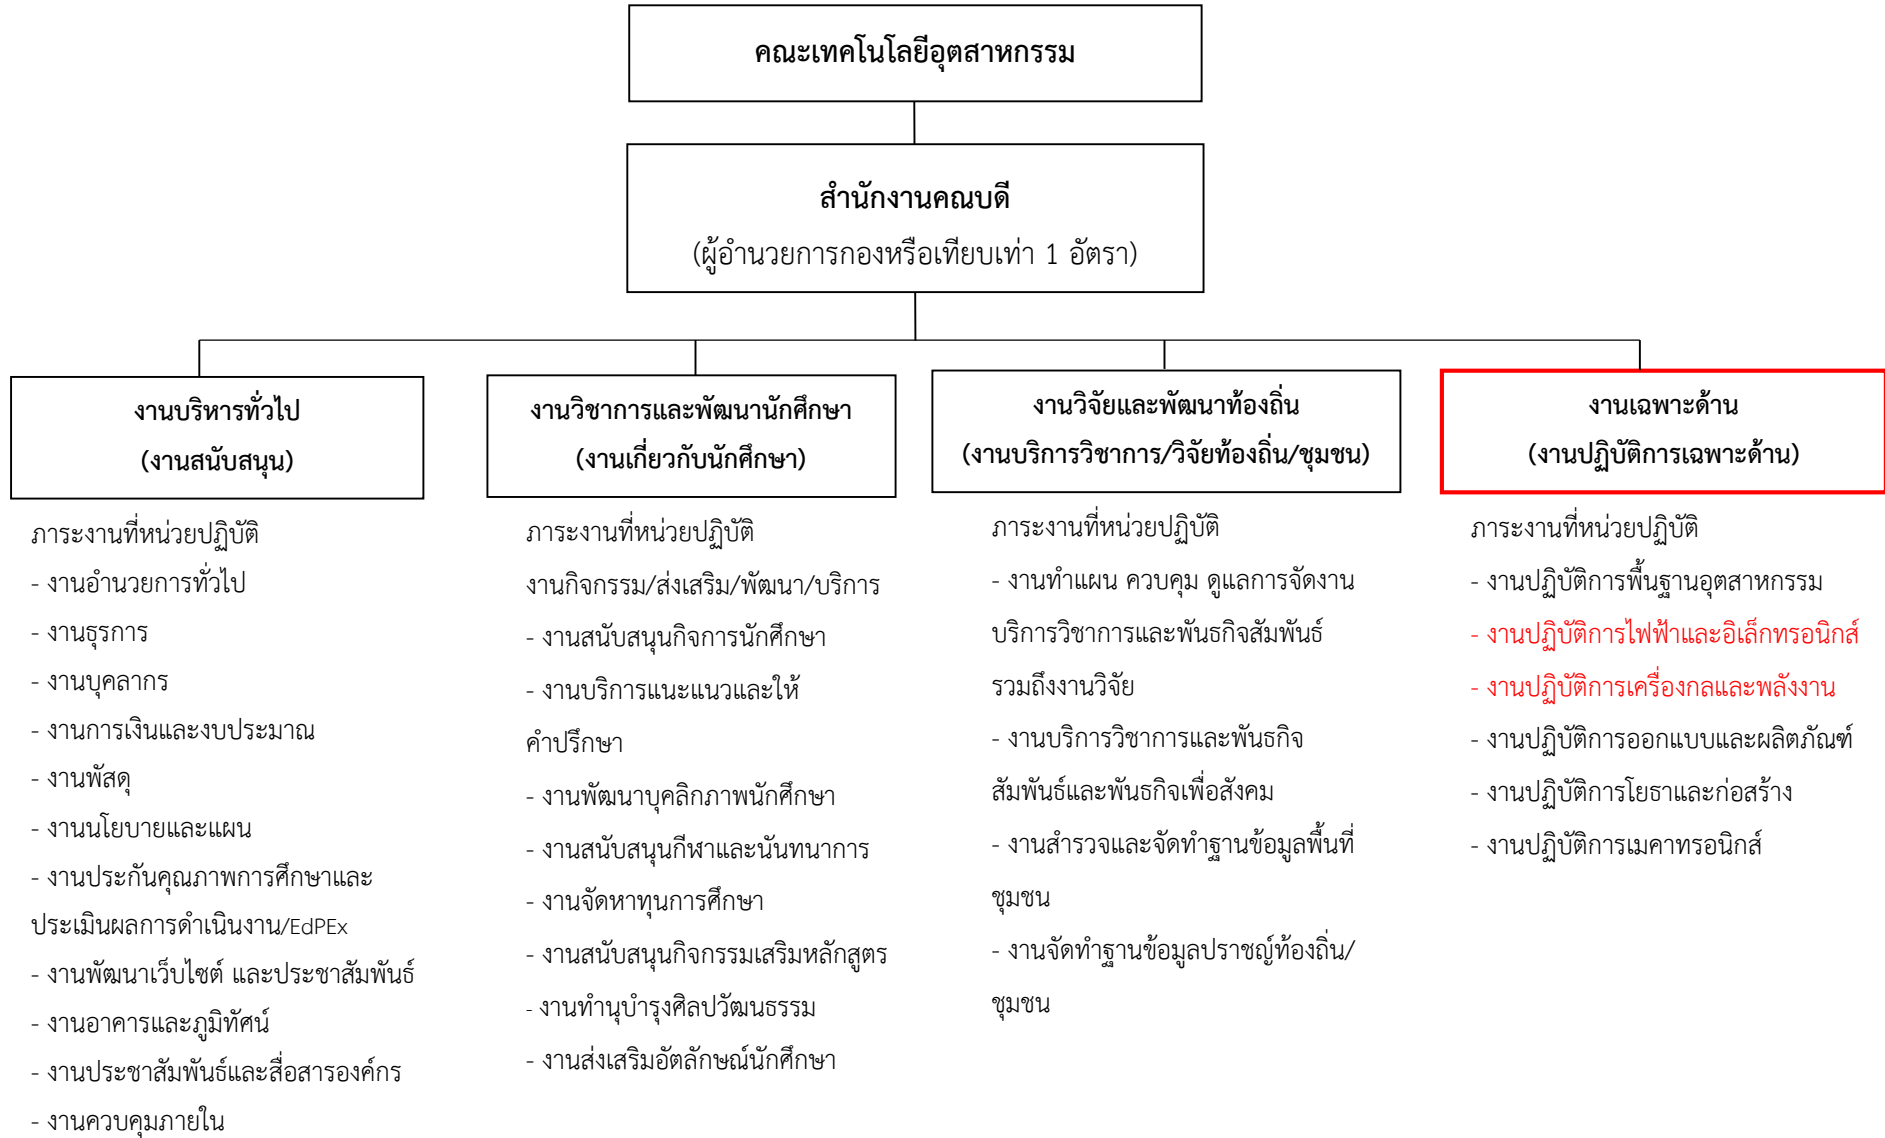 คณะเทคโนโลยีอุตสาหกรรม
สำนักงานคณบดี
(ผู้อำนวยการกองหรือเทียบเท่า 1 อัตรา)
งานบริหารทั่วไป
(งานสนับสนุน)
ภาระงานที่หน่วยปฏิบัติ
- งานอำนวยการทั่วไป
- งานธุรการ
- งานบุคลากร
- งานการเงินและงบประมาณ
- งานพัสดุ
- งานนโยบายและแผน
- งานประกันคุณภาพการศึกษาและ
ประเมินผลการดำเนินงาน/EdPEx
- งานพัฒนาเว็บไซต์ และประชาสัมพันธ์
- งานอาคารและภูมิทัศน์
- งานประชาสัมพันธ์และสื่อสารองค์กร
- งานควบคุมภายใน
งานวิชาการและพัฒนานักศึกษา
(งานเกี่ยวกับนักศึกษา)
ภาระงานที่หน่วยปฏิบัติ
งานกิจกรรม/ส่งเสริม/พัฒนา/บริการ
- งานสนับสนุนกิจการนักศึกษา
- งานบริการแนะแนวและให้
คำปรึกษา
- งานพัฒนาบุคลิกภาพนักศึกษา
- งานสนับสนุนกีฬาและนันทนาการ
- งานจัดหาทุนการศึกษา
- งานสนับสนุนกิจกรรมเสริมหลักสูตร
- งานทำนุบำรุงศิลปวัฒนธรรม
- งานส่งเสริมอัตลักษณ์นักศึกษา
งานวิจัยและพัฒนาท้องถิ่น
(งานบริการวิชาการ/วิจัยท้องถิ่น/ชุมชน)
ภาระงานที่หน่วยปฏิบัติ
- งานทำแผน ควบคุม ดูแลการจัดงาน
บริการวิชาการและพันธกิจสัมพันธ์
รวมถึงงานวิจัย
- งานบริการวิชาการและพันธกิจ
สัมพันธ์และพันธกิจเพื่อสังคม
- งานสำรวจและจัดทำฐานข้อมูลพื้นที่
ชุมชน
- งานจัดทำฐานข้อมูลปราชญ์ท้องถิ่น/
ชุมชน
งานเฉพาะด้าน
(งานปฏิบัติการเฉพาะด้าน)
ภาระงานที่หน่วยปฏิบัติ
- งานปฏิบัติการพื้นฐานอุตสาหกรรม
- งานปฏิบัติการไฟฟ้าและอิเล็กทรอนิกส์
- งานปฏิบัติการเครื่องกลและพลังงาน
- งานปฏิบัติการออกแบบและผลิตภัณฑ์
- งานปฏิบัติการโยธาและก่อสร้าง
- งานปฏิบัติการเมคาทรอนิกส์